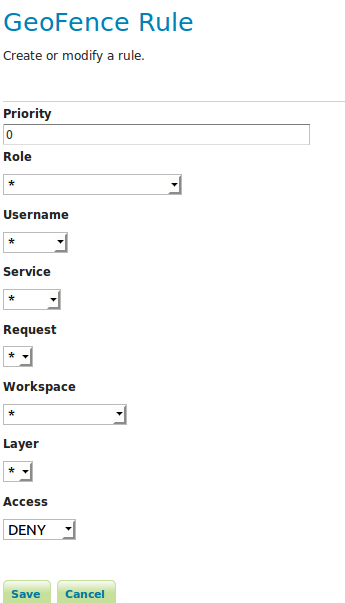 GeoFence Rule
Create or modify a rule.
Priority
0
Role
*
Username
*
Service
*
Request
*
Workspace
*
Layer
*
Access
DENY
Save Cancel